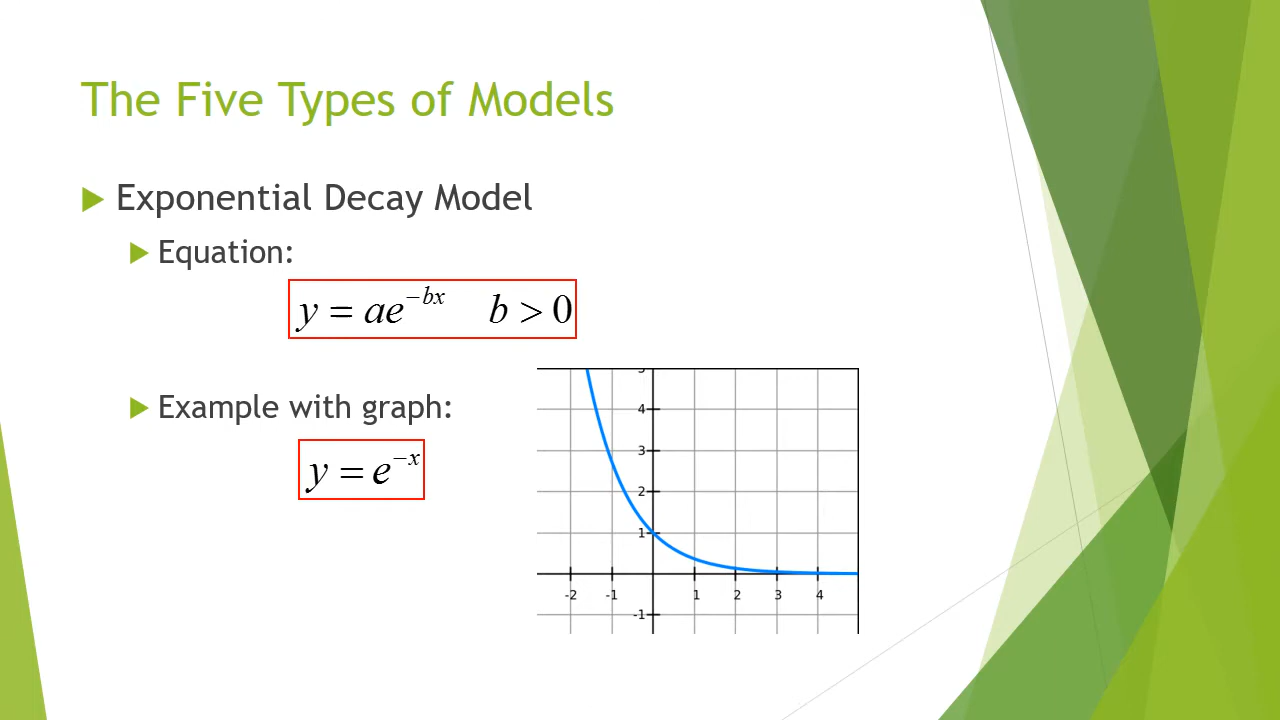 The Five Types of Models
Exponential Decay Model
Equation:
y = ae^{-bx} b > 0
Example with graph:
y = e^{-x}
4
3
2
1
-2 -1 1 2 3 4
-1